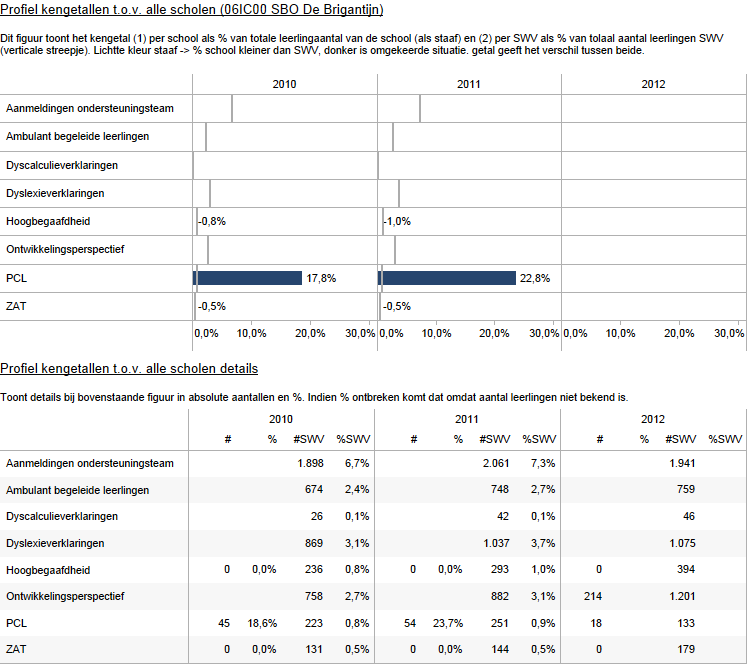 Profiel kengetallen t.o.v. alle scholen (06IC00 SBO De Brigantijn)
Dit figuur toont het kengetal (1) per school als % van totale leerlingaantal van de school (als staaf) en (2) per SWV als % van tolaal aantal leerlingen SWV
(verticale streepje). Lichtte kleur staaf -> % school kleiner dan SWV, donker is omgekeerde situatie. getal geeft het verschil tussen beide.
2010 2011 2012
Aanmeldingen ondersteuningsteam
Ambulant begeleide leerlingen
Dyscalculieverklaringen
Dyslexieverklaringen
Hoogbegaafdheid -0,8% -1,0%
Ontwikkelingsperspectief
PCL 17,8% 22,8%
ZAT -0,5% -0,5%
0,0% 10,0% 20,0% 30,0% 0,0% 10,0% 20,0% 30,0% 0,0% 10,0% 20,0% 30,0%
Profiel kengetallen t.o.v. alle scholen details
Toont details bij bovenstaande figuur in absolute aantallen en %. Indien % ontbreken komt dat omdat aantal leerlingen niet bekend is.
2010 2011 2012
# % #SWV %SWV # % #SWV %SWV # % #SWV %SWV
Aanmeldingen ondersteuningsteam 1.898 6,7% 2.061 7,3% 1.941
Ambulant begeleide leerlingen 674 2,4% 748 2,7% 759
Dyscalculieverklaringen 26 0,1% 42 0,1% 46
Dyslexieverklaringen 869 3,1% 1.037 3,7% 1.075
Hoogbegaafdheid 0 0,0% 236 0,8% 0 0,0% 293 1,0% 0 394
Ontwikkelingsperspectief 758 2,7% 882 3,1% 214 1.201
PCL 45 18,6% 223 0,8% 54 23,7% 251 0,9% 18 133
ZAT 0 0,0% 131 0,5% 0 0,0% 144 0,5% 0 179